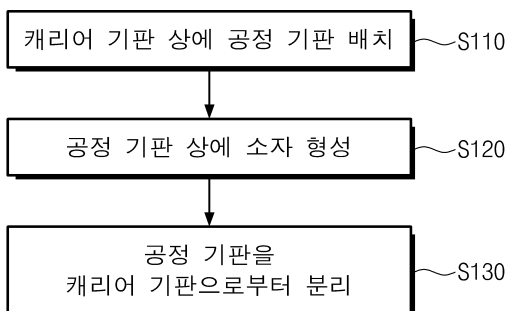 캐리어 기판 상에 공정 기판 배치
S110
공정 기판 상에 소자 형성
S120
공정 기판을
캐리어 기판으로부터 분리
S130